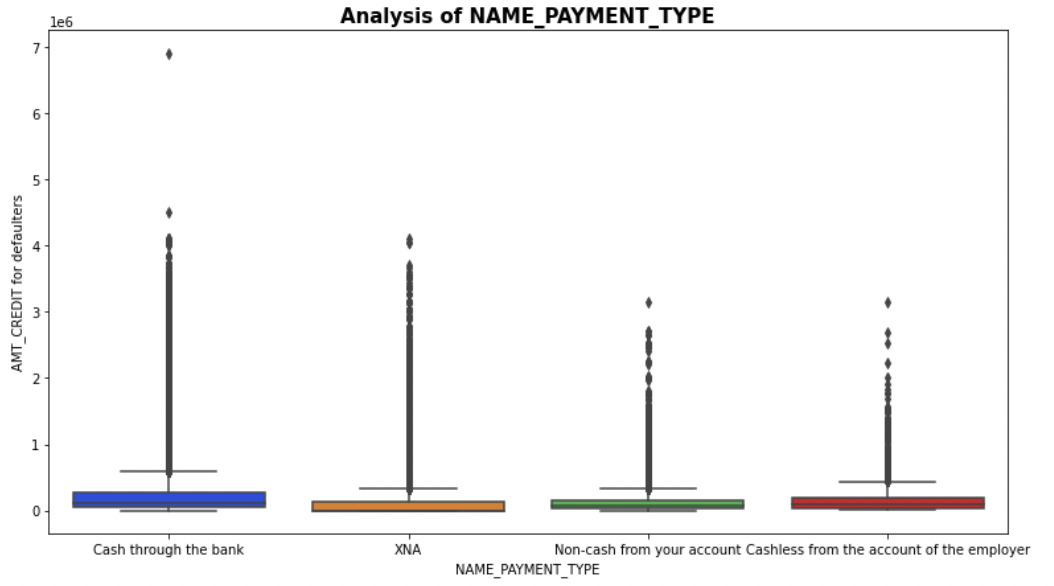 Analysis of NAME_PAYMENT_TYPE
1e6
7
6
5
4
3
2
1
0
AMT_CREDIT for defaulters
Cash through the bank
XNA
Non-cash from your account
Cashless from the account of the employer
NAME_PAYMENT_TYPE